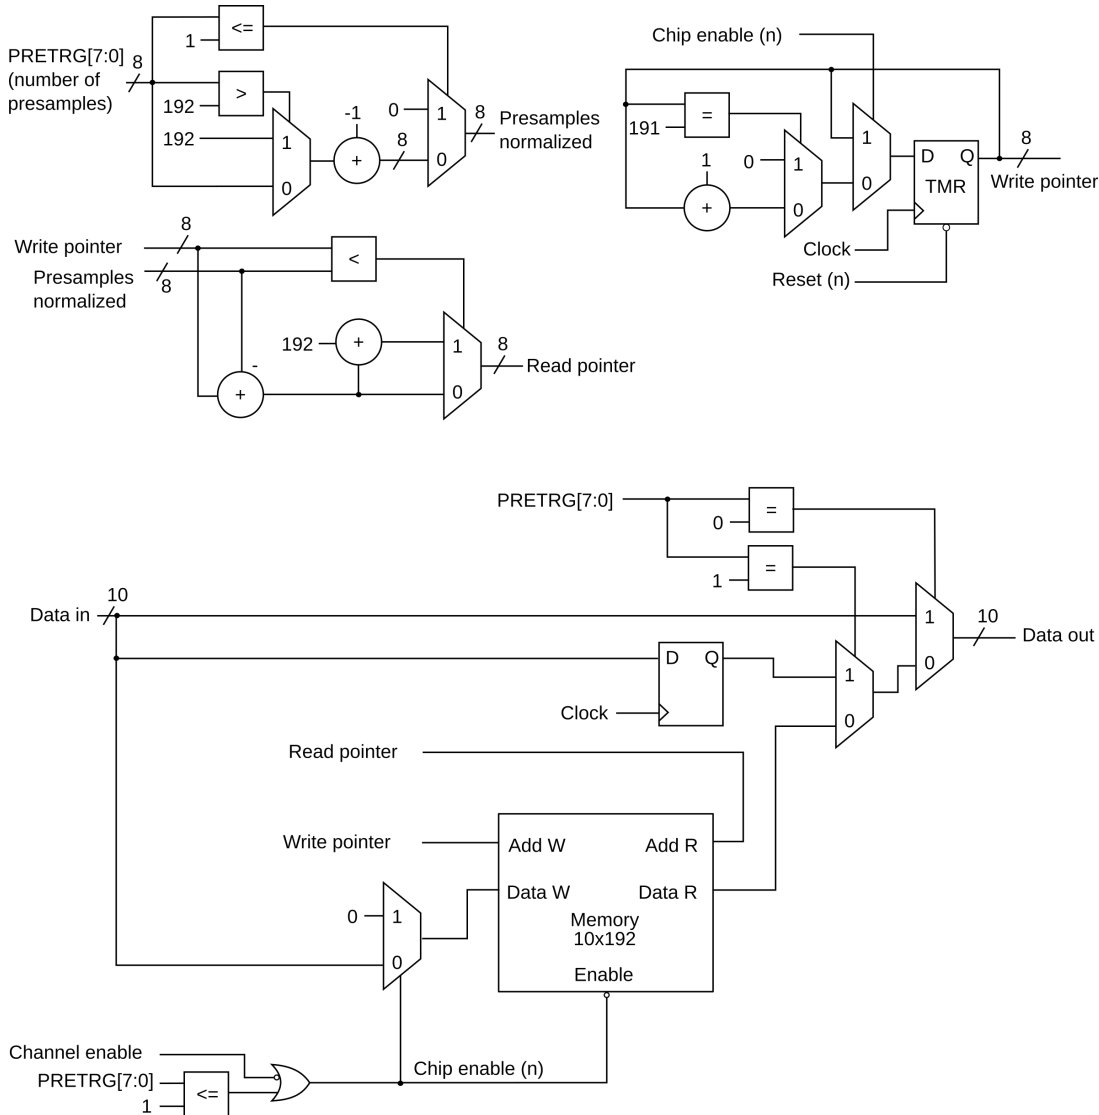 <=
1
PRETRG[7:0]
(number of
presamples)
8
>
192
192
1
0
-1
+
8
0
1
0
8
Presamples
normalized
Chip enable (n)
=
191
1
+
0
1
0
1
0
D Q
TMR
8
Write pointer
Clock
Reset (n)
Write pointer
8
Presamples
normalized
8
<
192
+
-
+
1
0
8
Read pointer
PRETRG[7:0]
=
0
=
1
Data in
10
1
0
10
Data out
D Q
Clock
1
0
Read pointer
Write pointer
Add W Add R
Data W Data R
Memory
10x192
Enable
0
1
0
Channel enable
PRETRG[7:0]
<=
1
Chip enable (n)